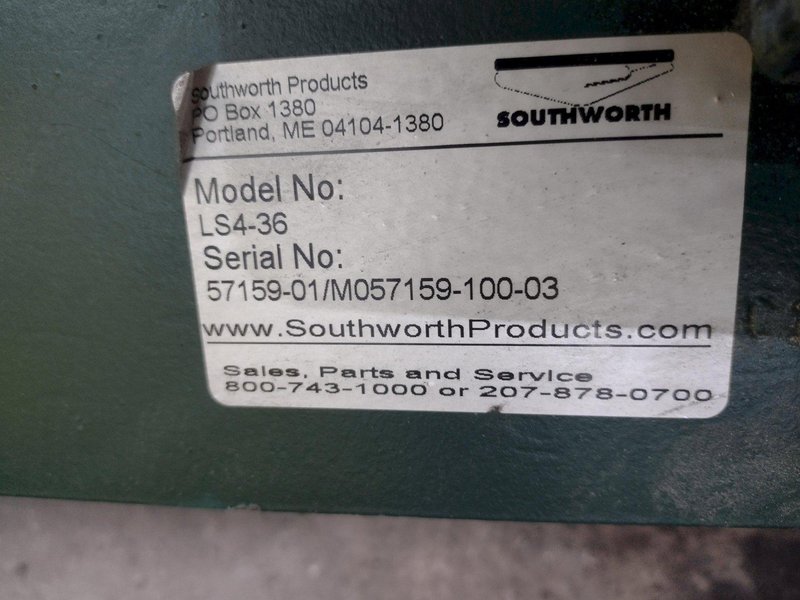 Southworth Products
PO Box 1380
Portland, ME 04104-1380
SOUTHWORTH
Model No:
LS4-36
Serial No:
57159-01/M057159-100-03
www.SouthworthProducts.com
Sales, Parts and Service
800-743-1000 or 207-878-0700